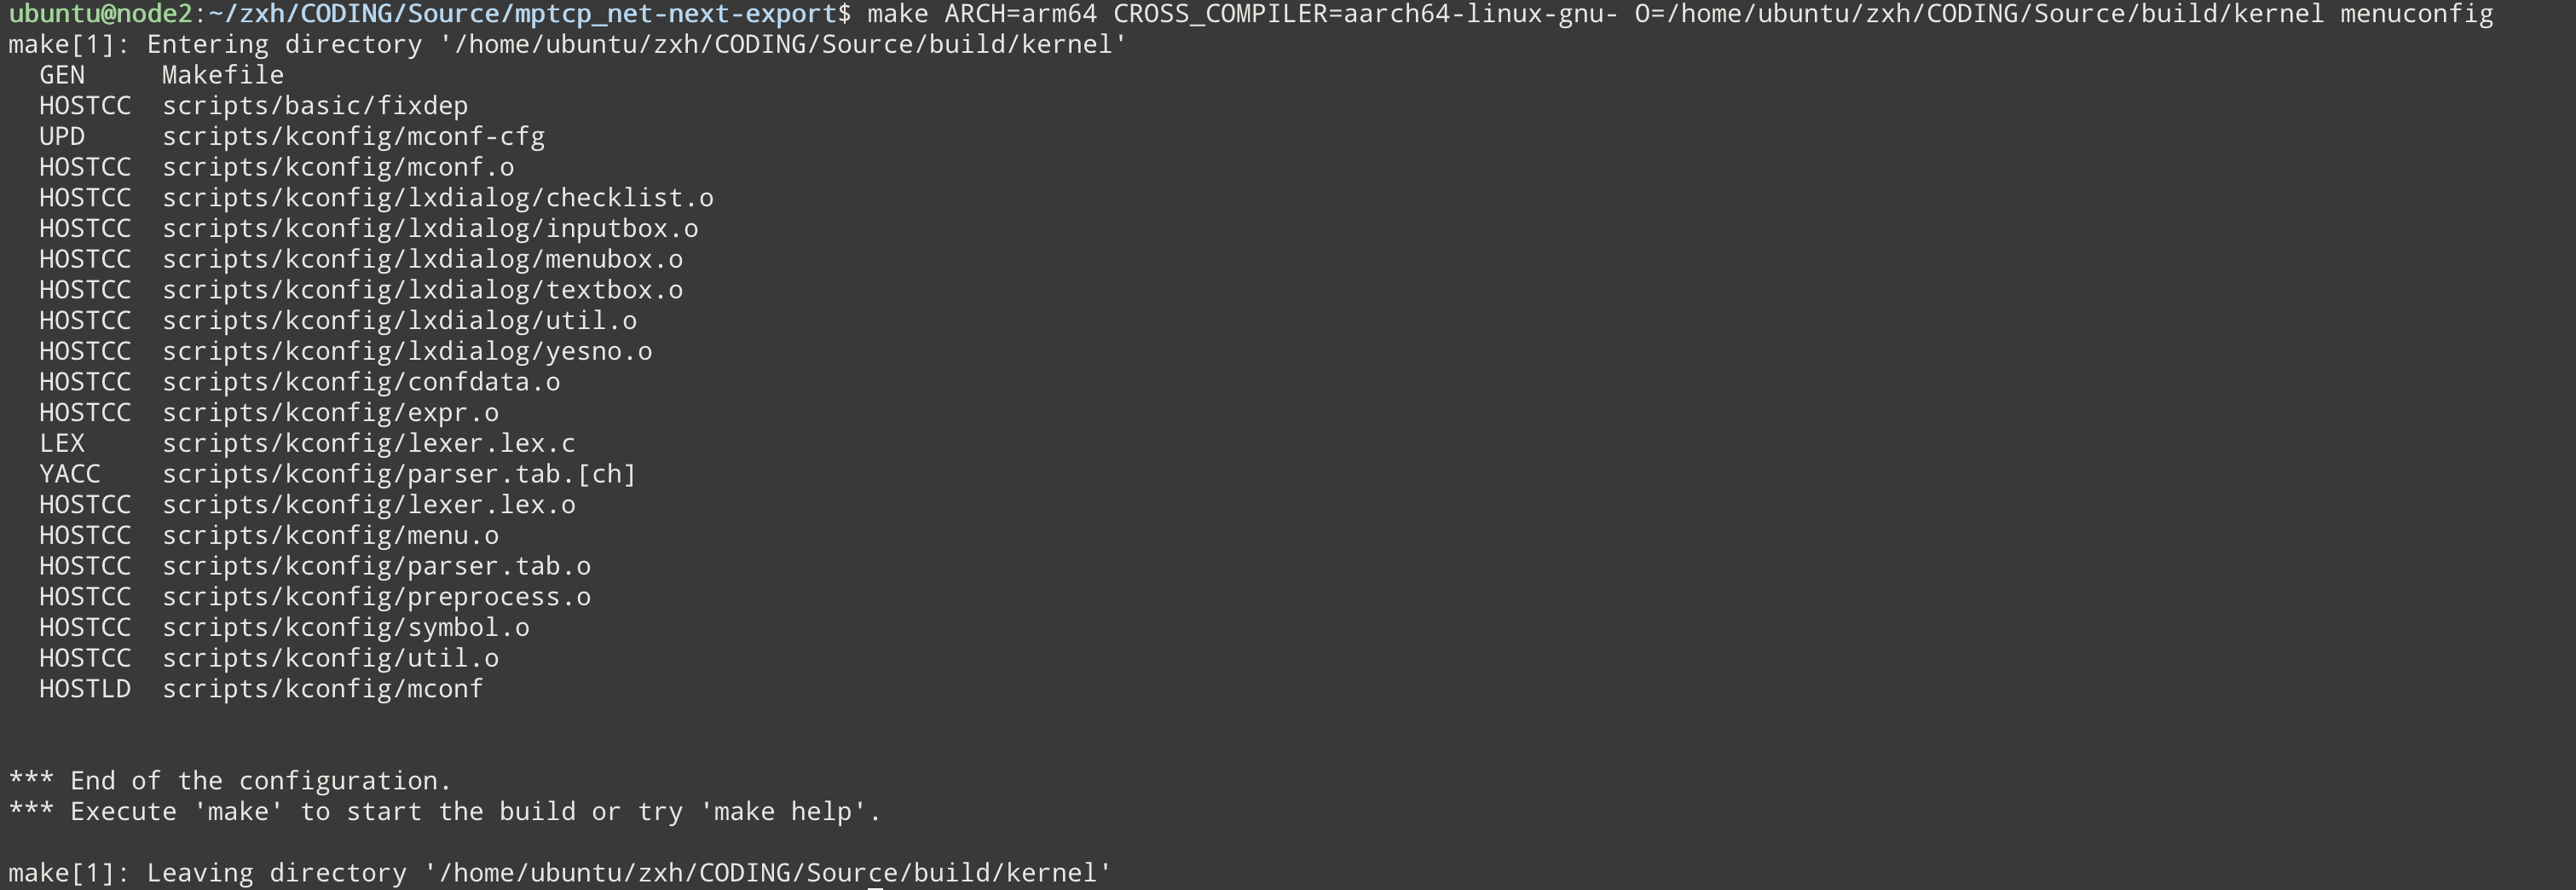 ubuntu@node2:~/zxh/CODING/Source/mptcp_net-next-export$ make ARCH=arm64 CROSS_COMPILER=aarch64-linux-gnu- O=/home/ubuntu/zxh/CODING/Source/build/kernel menuconfig
make[1]: Entering directory '/home/ubuntu/zxh/CODING/Source/build/kernel'
  GEN     Makefile
  HOSTCC  scripts/basic/fixdep
  UPD     scripts/kconfig/mconf-cfg
  HOSTCC  scripts/kconfig/mconf.o
  HOSTCC  scripts/kconfig/lxdialog/checklist.o
  HOSTCC  scripts/kconfig/lxdialog/inputbox.o
  HOSTCC  scripts/kconfig/lxdialog/menubox.o
  HOSTCC  scripts/kconfig/lxdialog/textbox.o
  HOSTCC  scripts/kconfig/lxdialog/util.o
  HOSTCC  scripts/kconfig/lxdialog/yesno.o
  HOSTCC  scripts/kconfig/confdata.o
  HOSTCC  scripts/kconfig/expr.o
  LEX     scripts/kconfig/lexer.lex.c
  YACC    scripts/kconfig/parser.tab.[ch]
  HOSTCC  scripts/kconfig/lexer.lex.o
  HOSTCC  scripts/kconfig/menu.o
  HOSTCC  scripts/kconfig/parser.tab.o
  HOSTCC  scripts/kconfig/preprocess.o
  HOSTCC  scripts/kconfig/symbol.o
  HOSTCC  scripts/kconfig/util.o
  HOSTLD  scripts/kconfig/mconf
*** End of the configuration.
*** Execute 'make' to start the build or try 'make help'.
make[1]: Leaving directory '/home/ubuntu/zxh/CODING/Source/build/kernel'